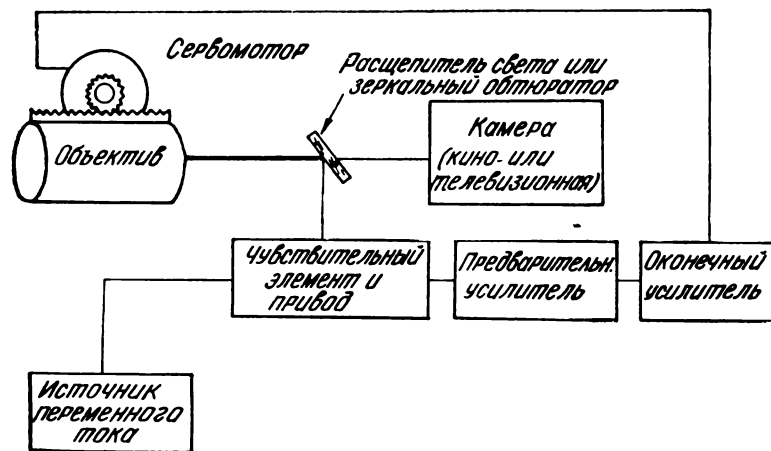 Сервомотор
Расщепитель света или
зеркальный обтюратор
Объектив
Камера
(кино- или
телевизионная)
Чувствительный
элемент и
привод
Предварительн.
усилитель
Оконечный
усилитель
Источник
переменного
тока